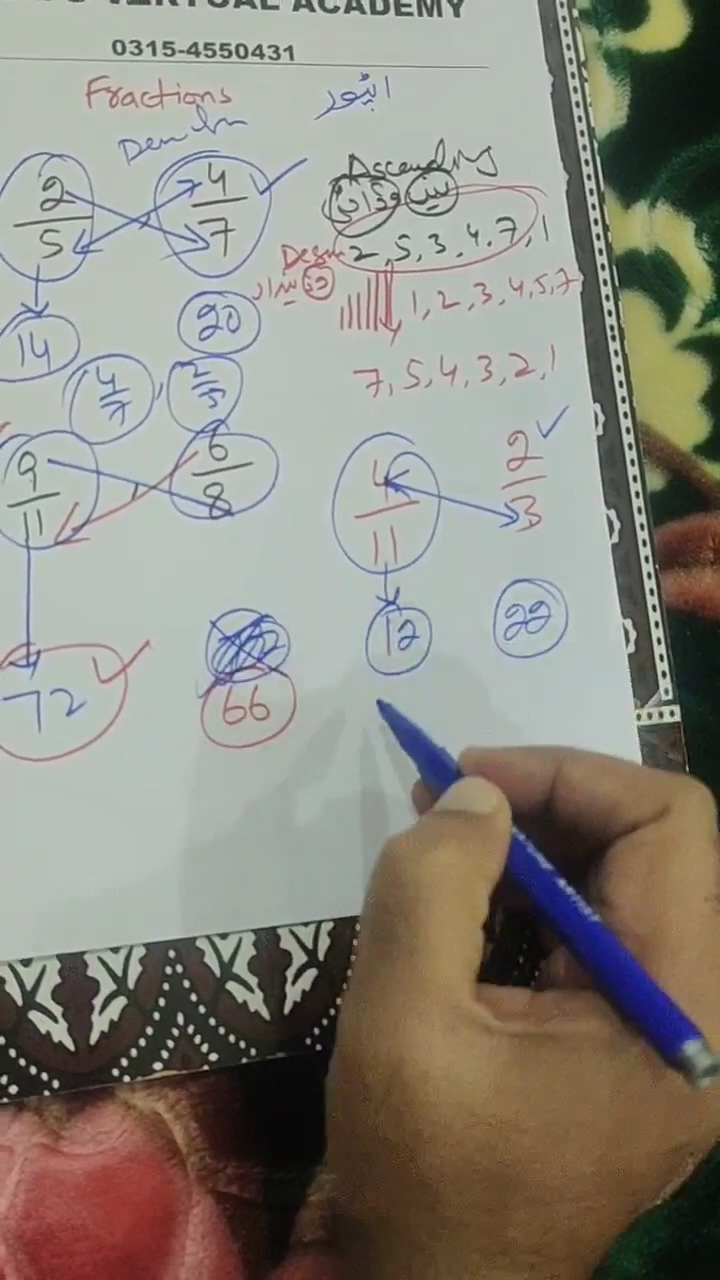 VIRTUAL ACADEMY
0315-4550431
Fractions
2/5 4/7
14 20
4/7 , 2/5
9/11 6/8
72 66
Ascending
2, 5, 3, 4, 7, 1
1, 2, 3, 4, 5, 7
7, 5, 4, 3, 2, 1
4/11 2/3
12 22